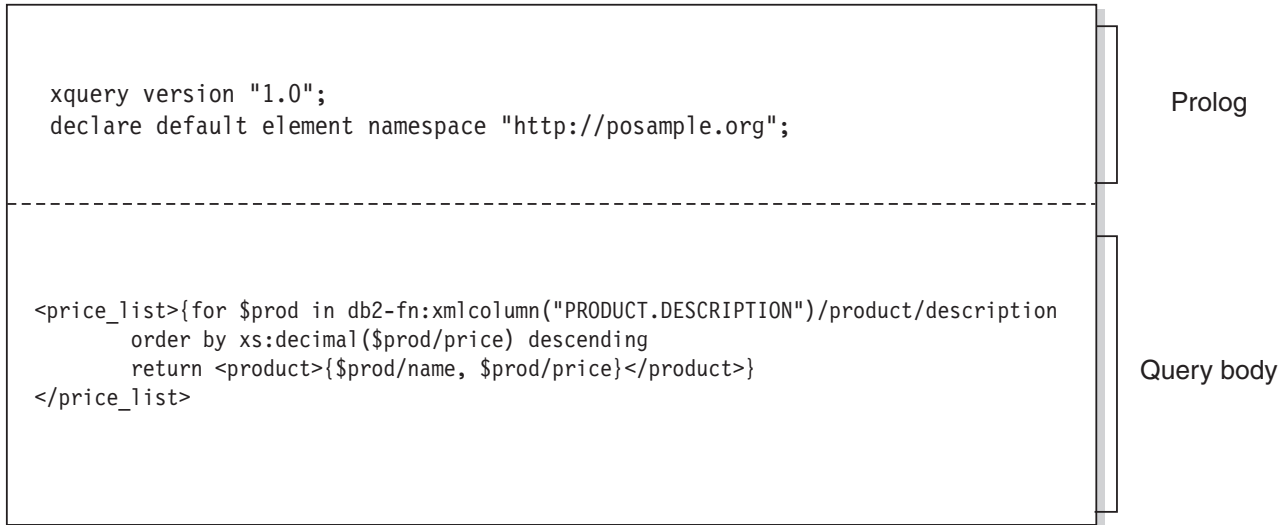 xquery version "1.0";
declare default element namespace "http://posample.org";
Prolog
<price_list>{for $prod in db2-fn:xmlcolumn("PRODUCT.DESCRIPTION")/product/description
order by xs:decimal($prod/price) descending
return <product>{$prod/name, $prod/price}</product>}
</price_list>
Query body